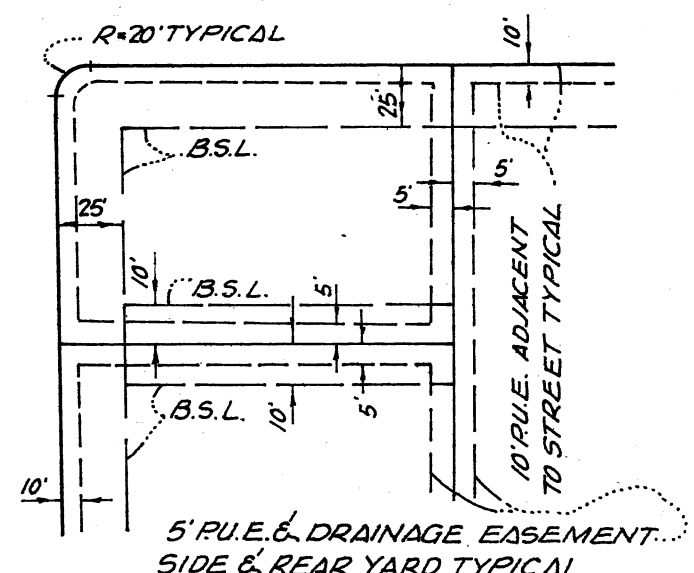 R=20' TYPICAL
10'
25'
B.S.L.
5'
5'
25'
10'
B.S.L.
5'
10' P.U.E. ADJACENT
TO STREET TYPICAL
B.S.L.
10'
5'
10'
5' P.U.E. & DRAINAGE EASEMENT
SIDE & REAR YARD TYPICAL